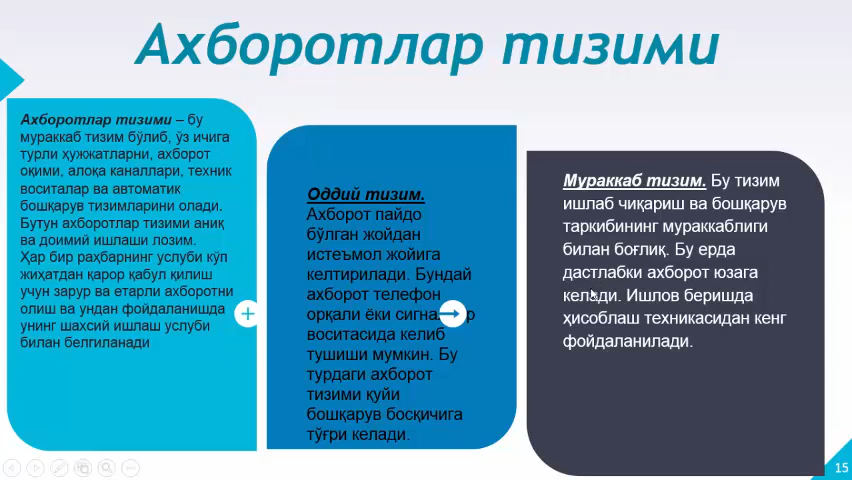 Ахборотлар тизими
Ахборотлар тизими – бу
мураккаб тизим бўлиб, ўз ичига
турли ҳужжатларни, ахборот
оқими, алоқа каналлари, техник
воситалар ва автоматик
бошқарув тизимларини олади.
Бутун ахборотлар тизими аниқ
ва доимий ишлаши лозим.
Ҳар бир раҳбарнинг услуби кўп
жиҳатдан қарор қабул қилиш
учун зарур ва етарли ахборотни
олиш ва ундан фойдаланишда
унинг шахсий ишлаш услуби
билан белгиланади
Оддий тизим.
Ахборот пайдо
бўлган жойдан
истеъмол жойига
келтирилади. Бундай
ахборот телефон
орқали ёки
воситасида келиб
тушиши мумкин. Бу
турдаги ахборот
тизими қуйи
бошқарув босқичига
тўғри келади.
Мураккаб тизим. Бу тизим
ишлаб чиқариш ва бошқарув
таркибининг мураккаблиги
билан боғлиқ. Бу ерда
дастлабки ахборот юзага
келади. Ишлов беришда
ҳисоблаш техникасидан кенг
фойдаланилади.
15